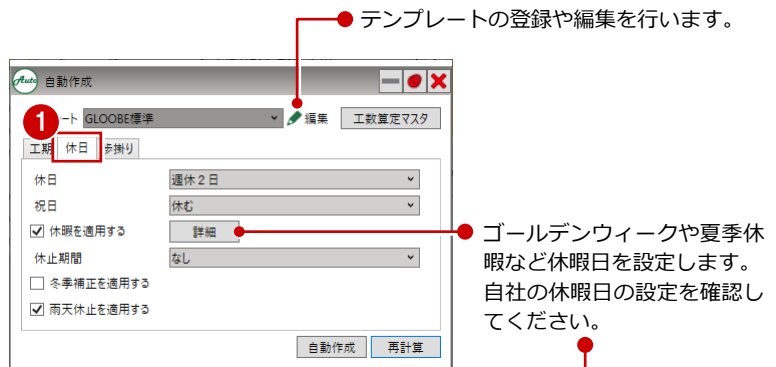 テンプレートの登録や編集を行います。
Auto 自動作成
1
ート GLOOBE標準 編集 工数算定マスタ
工期 休日 歩掛り
休日 週休2日
祝日 休む
休暇を適用する 詳細
休止期間 なし
冬季補正を適用する
雨天休止を適用する
自動作成 再計算
ゴールデンウィークや夏季休
暇など休暇日を設定します。
自社の休暇日の設定を確認し
てください。